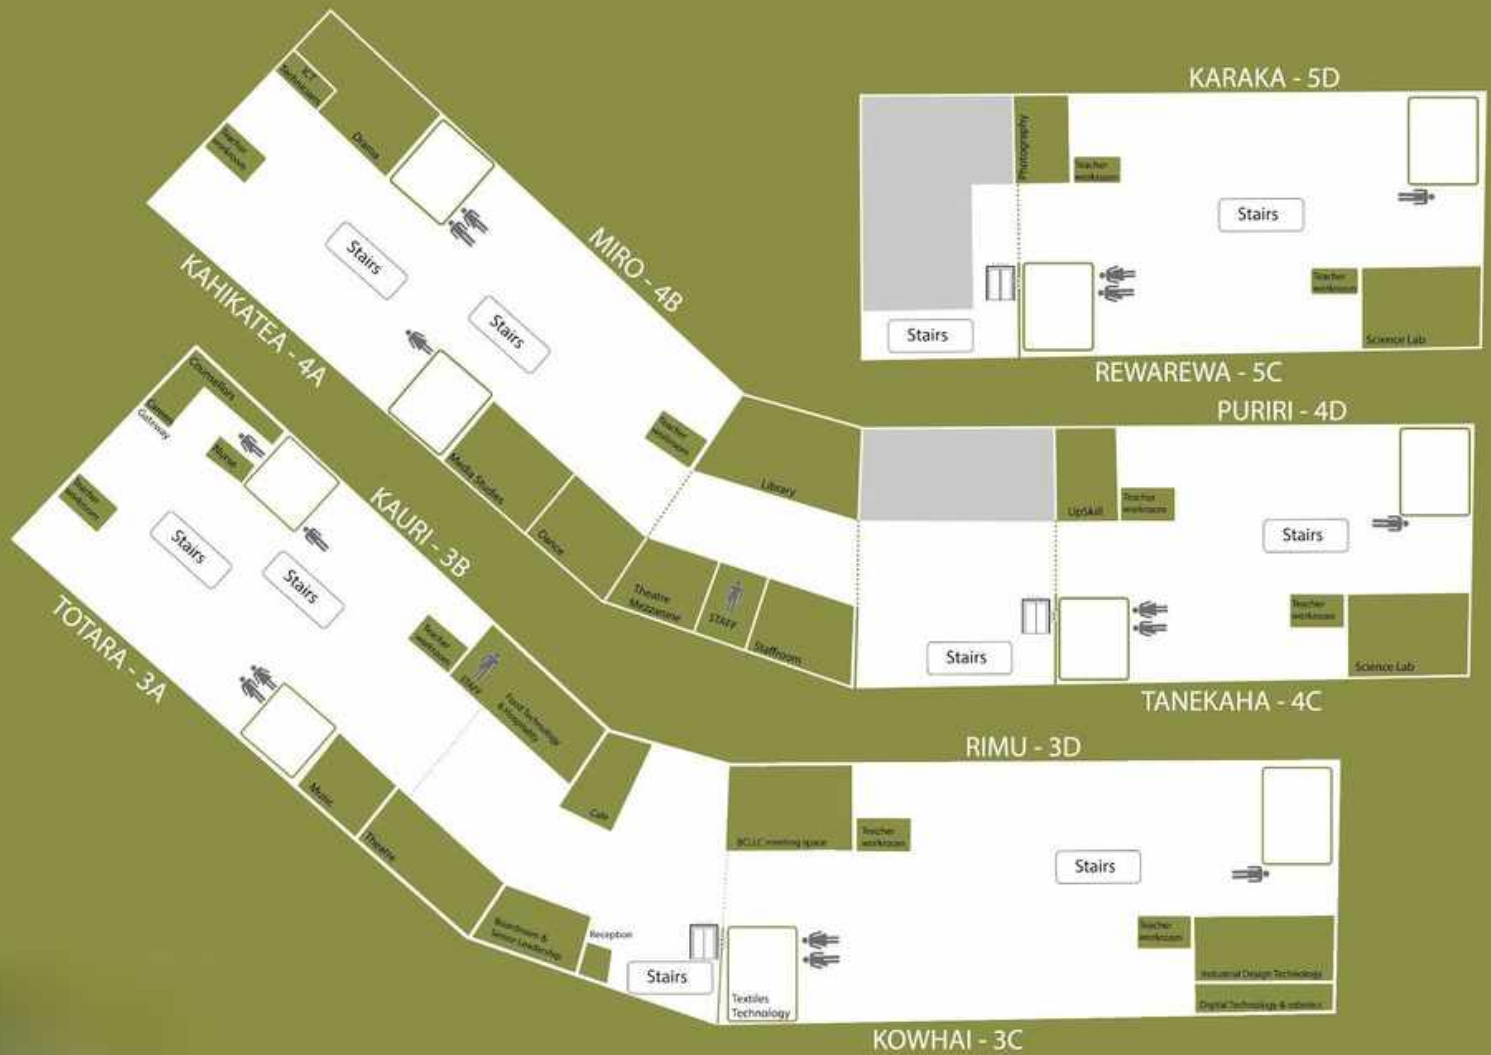 KARAKA - 5D
Photography
Teacher
workroom
Stairs
Teacher
workroom
Science Lab
Stairs
REWAREWA - 5C
ICT
Technicians
Drama
Teacher
workroom
Stairs
MIRO - 4B
Stairs
KAHIKATEA - 4A
Media Studies
Dance
Teacher
workroom
Library
Theatre
Mezzanine
STAFF
Staffroom
PURIRI - 4D
UpSkill
Teacher
workroom
Stairs
Teacher
workroom
Science Lab
Stairs
TANEKAHA - 4C
Counsellors
Careers
Gateway
Nurse
Teacher
workroom
KAURI - 3B
Stairs
Stairs
TOTARA - 3A
Teacher
workroom
STAFF
Food Technology
& Hospitality
Cafe
Music
Theatre
Boardroom &
Senior Leadership
Reception
Stairs
RIMU - 3D
BCLLC meeting space
Teacher
workroom
Stairs
Teacher
workroom
Industrial Design Technology
Digital Technology & robotics
Textiles
Technology
KOWHAI - 3C